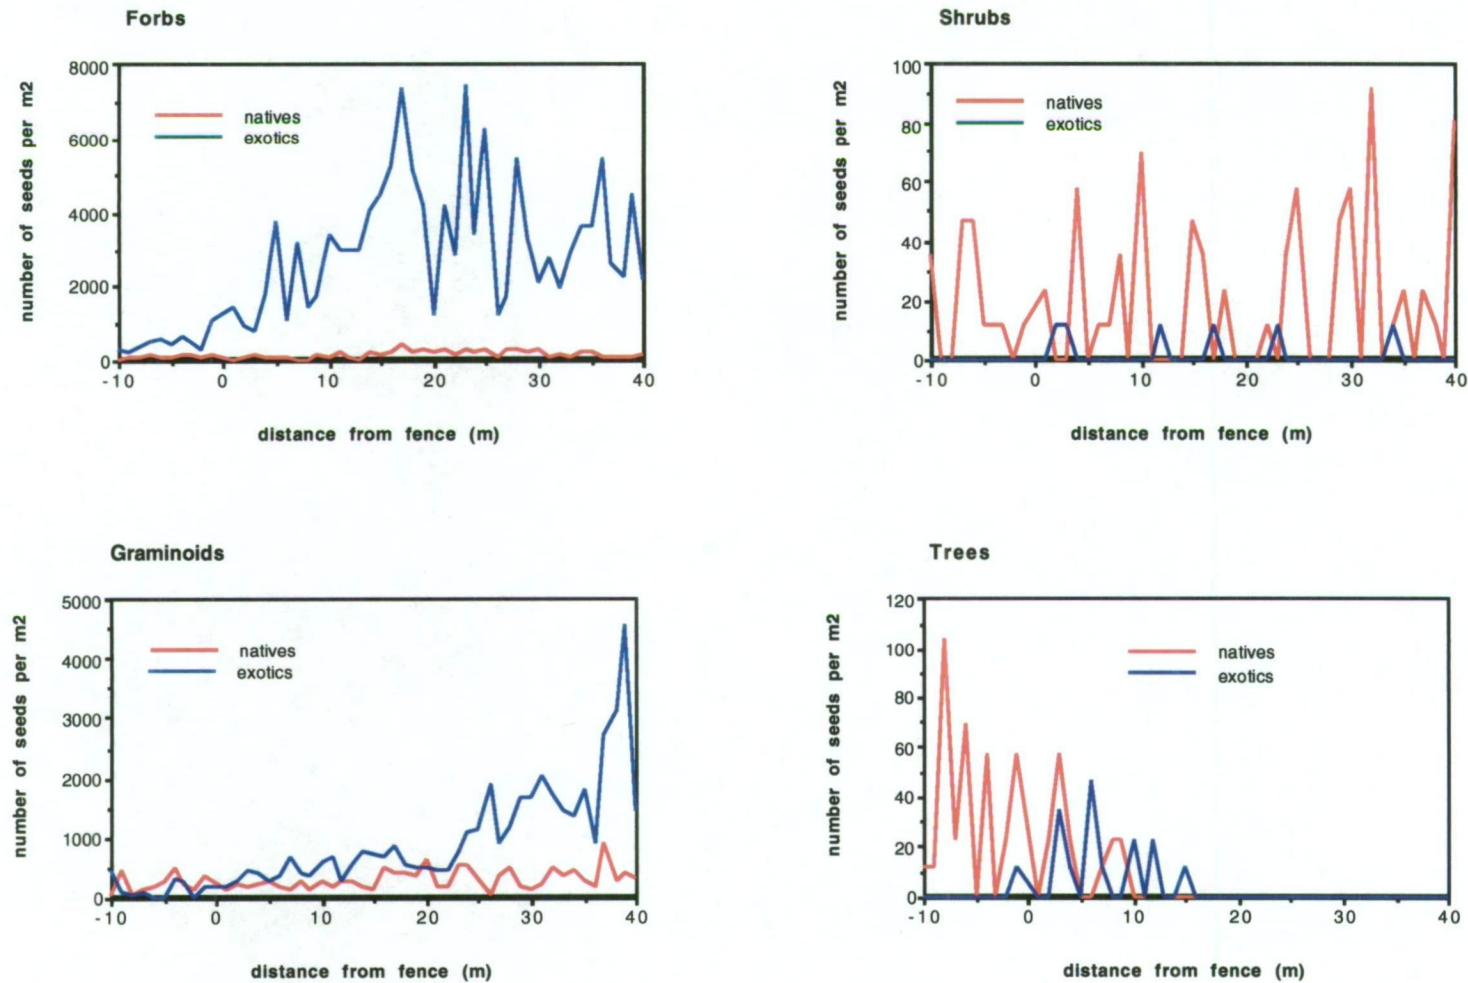 Forbs
number of seeds per m2
8000
6000
4000
2000
0
natives
exotics
-10 0 10 20 30 40
distance from fence (m)
Shrubs
number of seeds per m2
100
80
60
40
20
0
natives
exotics
-10 0 10 20 30 40
distance from fence (m)
Graminoids
number of seeds per m2
5000
4000
3000
2000
1000
0
natives
exotics
-10 0 10 20 30 40
distance from fence (m)
Trees
number of seeds per m2
120
100
80
60
40
20
0
natives
exotics
-10 0 10 20 30 40
distance from fence (m)